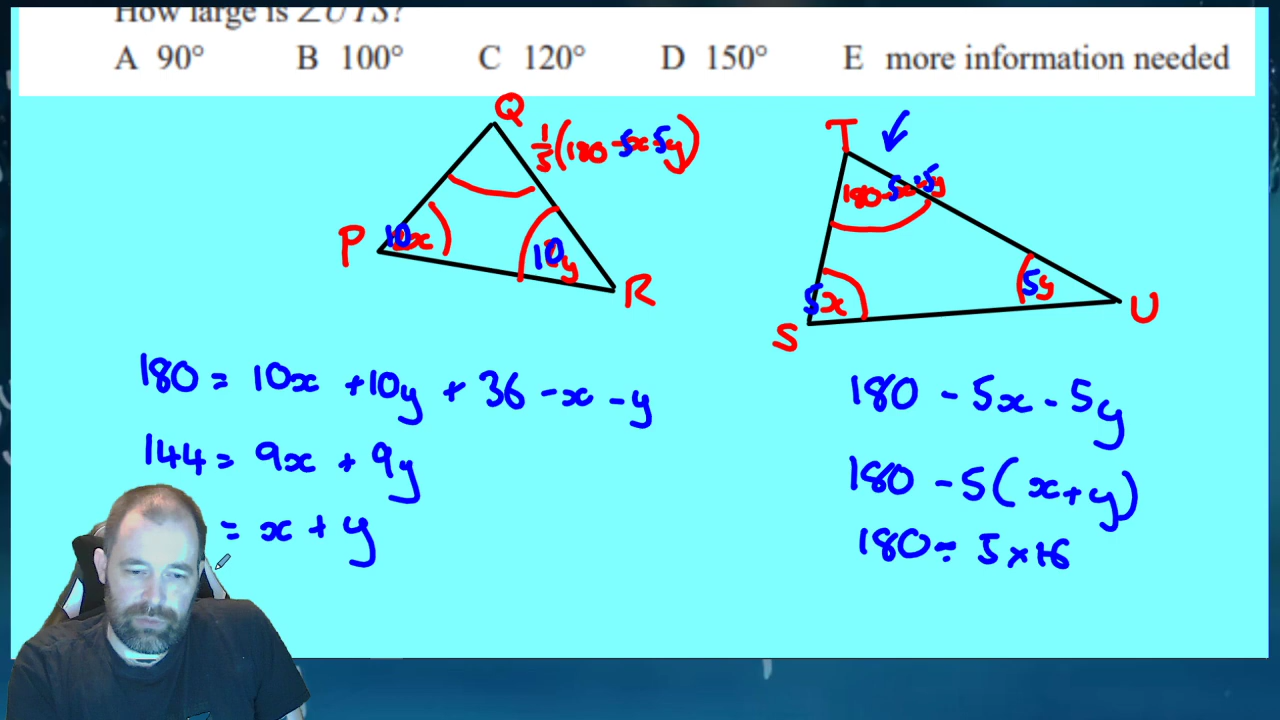 How large is ∠UTS?
A 90° B 100° C 120° D 150° E more information needed
Q
1/5(180-5x-5y)
P
10x
10y
R
T
180-5x-5y
5x
5y
S
U
180 = 10x + 10y + 36 - x - y
144 = 9x + 9y
= x + y
180 - 5x - 5y
180 - 5(x+y)
180 - 5 × 16